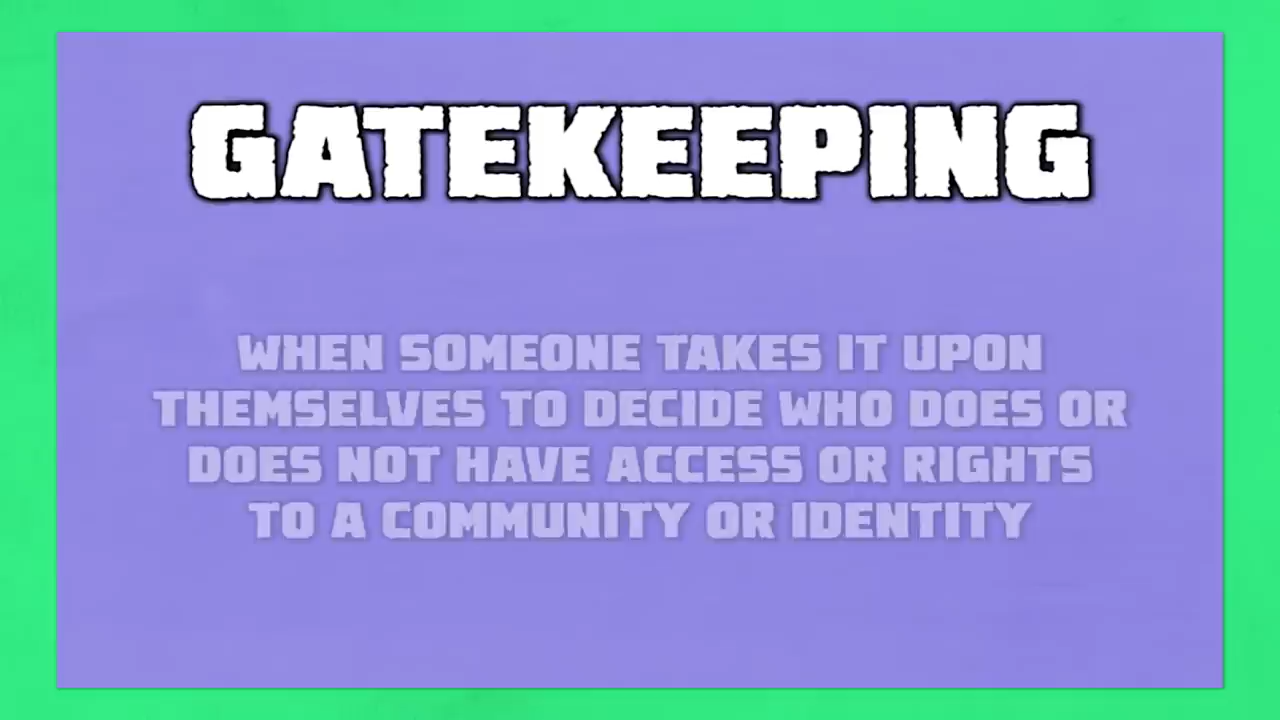 GATEKEEPING
WHEN SOMEONE TAKES IT UPON
THEMSELVES TO DECIDE WHO DOES OR
DOES NOT HAVE ACCESS OR RIGHTS
TO A COMMUNITY OR IDENTITY